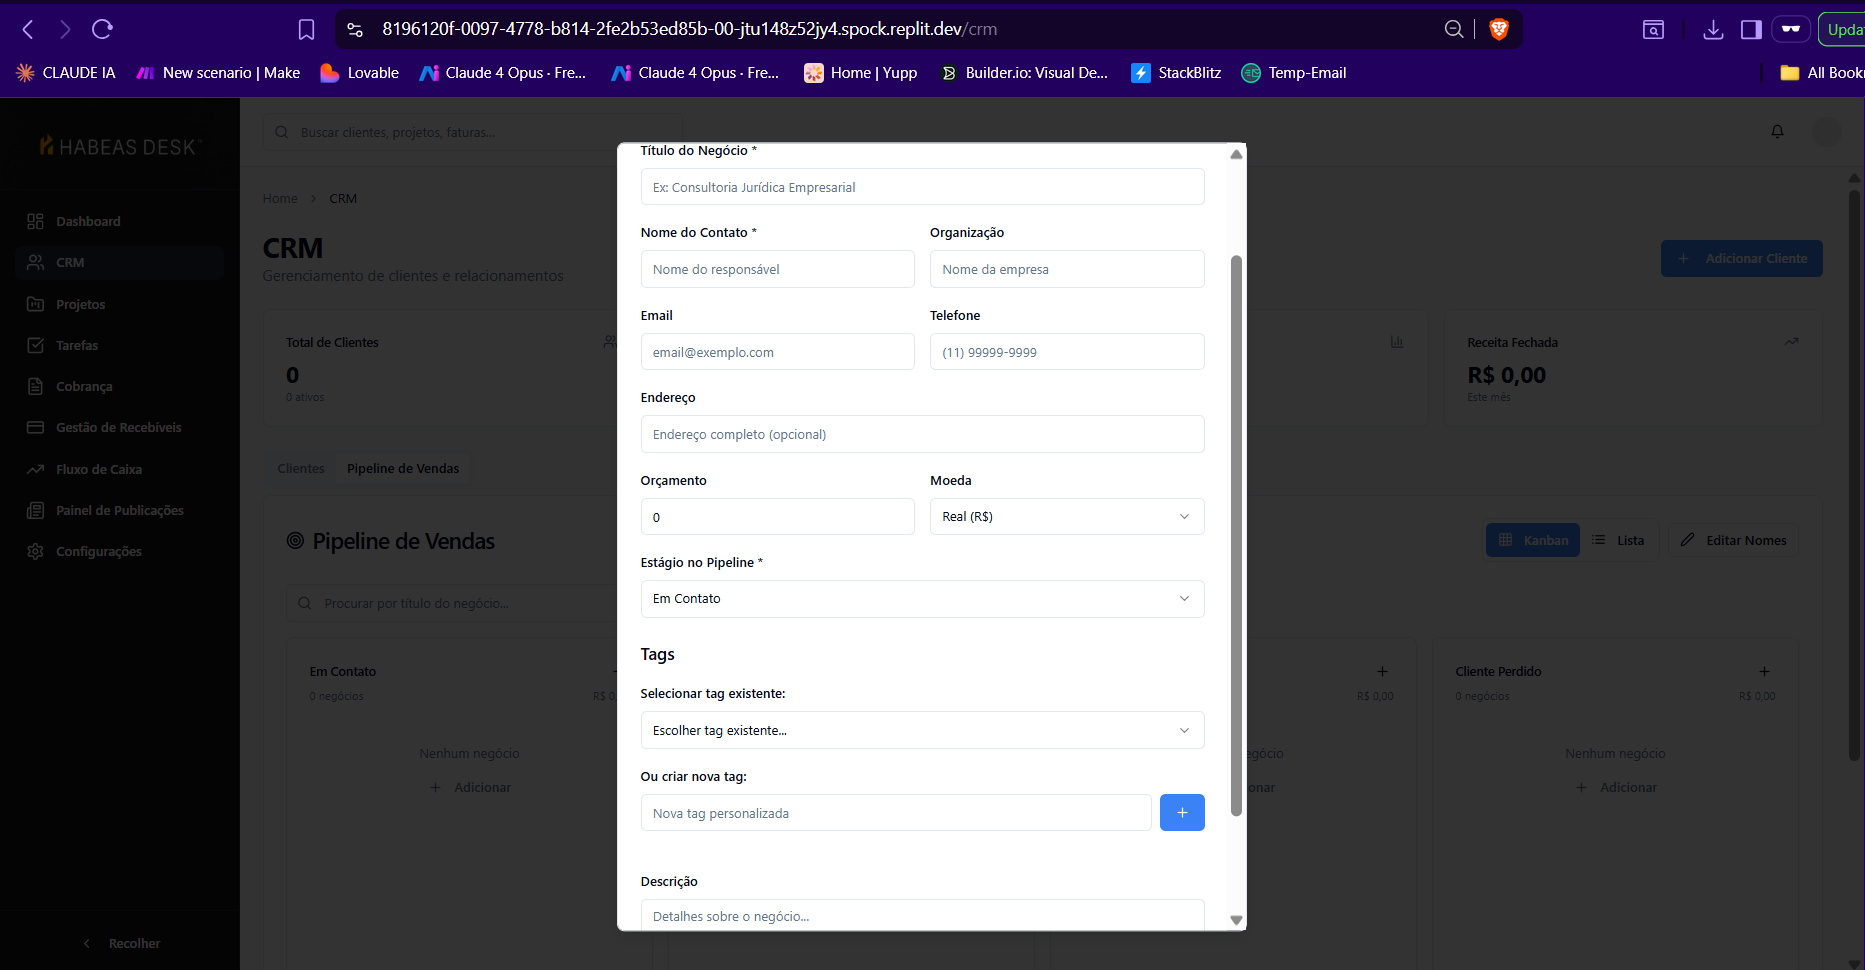 8196120f-0097-4778-b814-2fe2b53ed85b-00-jtu148z52jy4.spock.replit.dev/crm
CLAUDE IA
New scenario | Make
Lovable
Claude 4 Opus · Fre...
Claude 4 Opus · Fre...
Home | Yupp
Builder.io: Visual De...
StackBlitz
Temp-Email
HABEAS DESK
Buscar clientes, projetos, faturas...
Dashboard
CRM
Projetos
Tarefas
Cobrança
Gestão de Recebíveis
Fluxo de Caixa
Painel de Publicações
Configurações
Recolher
Home > CRM
CRM
Gerenciamento de clientes e relacionamentos
Adicionar Cliente
Total de Clientes
0
0 ativos
Receita Fechada
R$ 0,00
Este mês
Clientes
Pipeline de Vendas
Pipeline de Vendas
Kanban
Lista
Editar Nomes
Procurar por título do negócio...
Em Contato
0 negócios
Nenhum negócio
+ Adicionar
R$ 0,00
Cliente Perdido
0 negócios
R$ 0,00
Nenhum negócio
+ Adicionar
Título do Negócio *
Ex: Consultoria Jurídica Empresarial
Nome do Contato *
Organização
Nome do responsável
Nome da empresa
Email
Telefone
email@exemplo.com
(11) 99999-9999
Endereço
Endereço completo (opcional)
Orçamento
Moeda
0
Real (R$)
Estágio no Pipeline *
Em Contato
Tags
Selecionar tag existente:
Escolher tag existente...
Ou criar nova tag:
Nova tag personalizada
+
Descrição
Detalhes sobre o negócio...